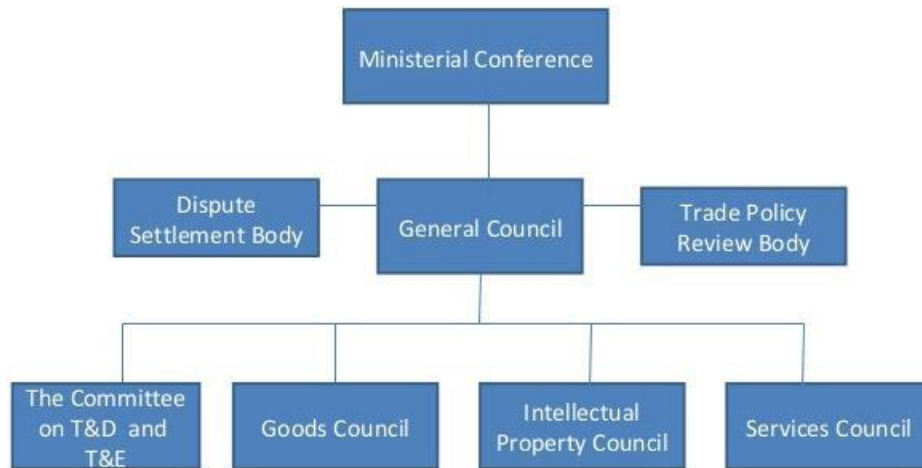 Ministerial Conference
Dispute
Settlement Body
General Council
Trade Policy
Review Body
The Committee
on T&D and
T&E
Goods Council
Intellectual
Property Council
Services Council